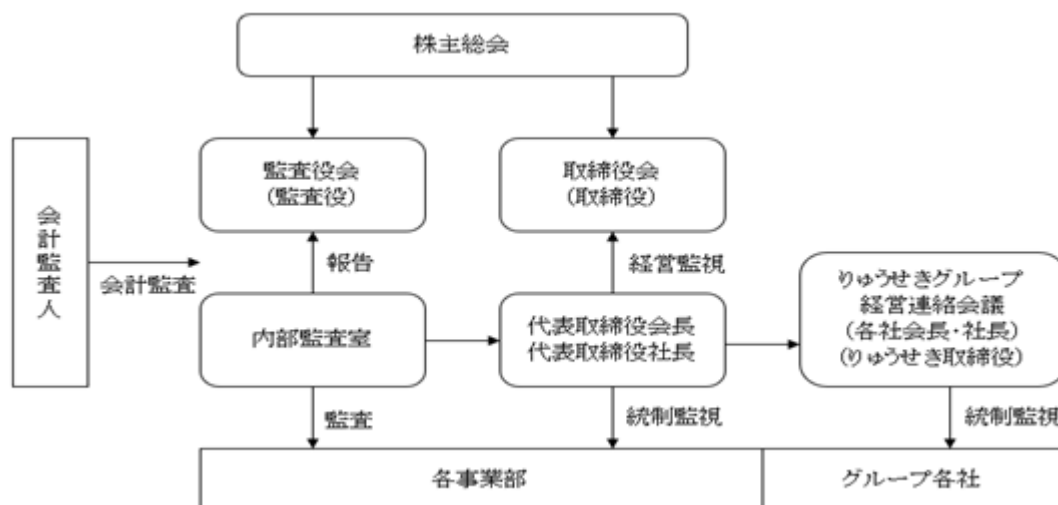 株主総会
監査役会
(監査役)
取締役会
(取締役)
会計監査人
会計監査
報告
経営監視
内部監査室
代表取締役会長
代表取締役社長
りゅうせきグループ
経営連絡会議
(各社会長・社長)
(りゅうせき取締役)
監査
統制監視
統制監視
各事業部
グループ各社